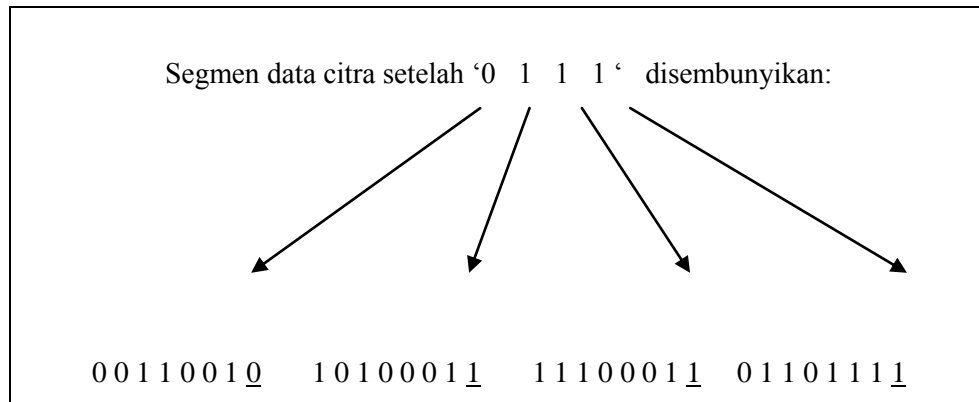 Segmen data citra setelah ‘0 1 1 1 ‘ disembunyikan:
0 0 1 1 0 0 1 0 1 0 1 0 0 0 1 1 1 1 1 0 0 0 1 1 0 1 1 0 1 1 1 1